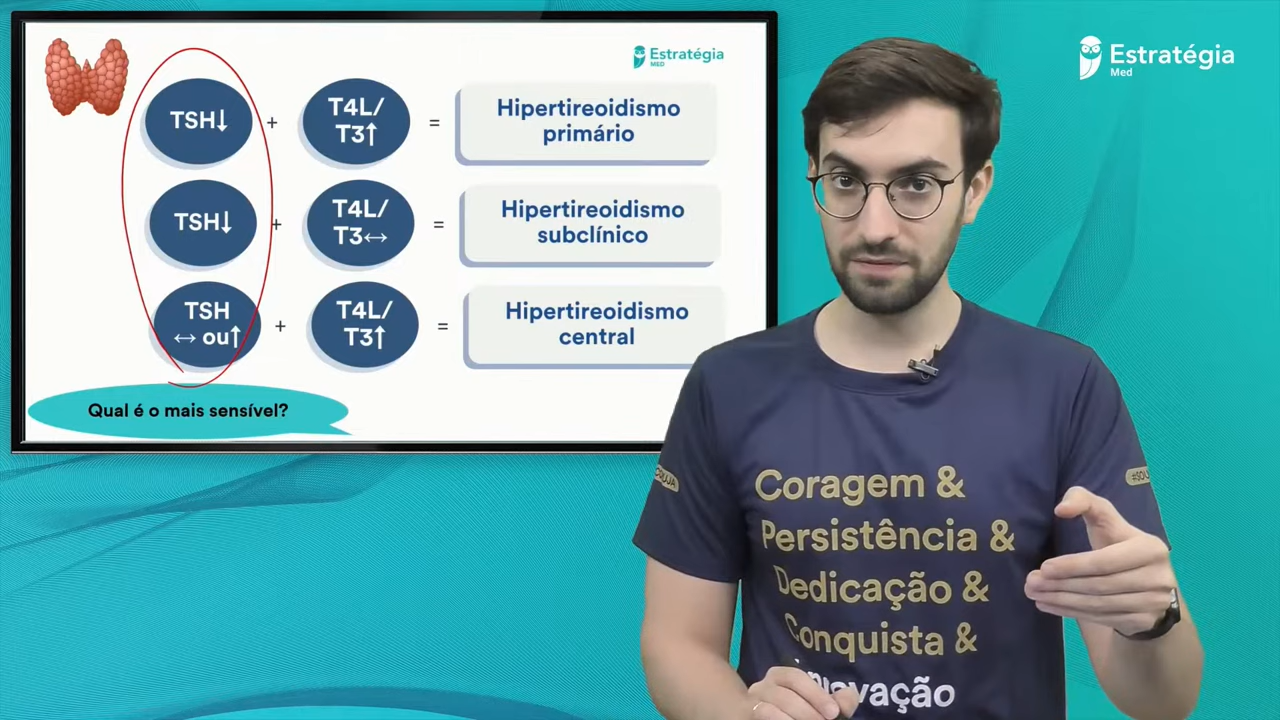 Estratégia
MED
TSH↓
+
T4L/
T3↑
=
Hipertireoidismo
primário
TSH↓
+
T4L/
T3↔
=
Hipertireoidismo
subclínico
TSH
↔ ou↑
+
T4L/
T3↑
=
Hipertireoidismo
central
Qual é o mais sensível?
Estratégia
Med
Coragem &
Persistência &
Dedicação &
Conquista &